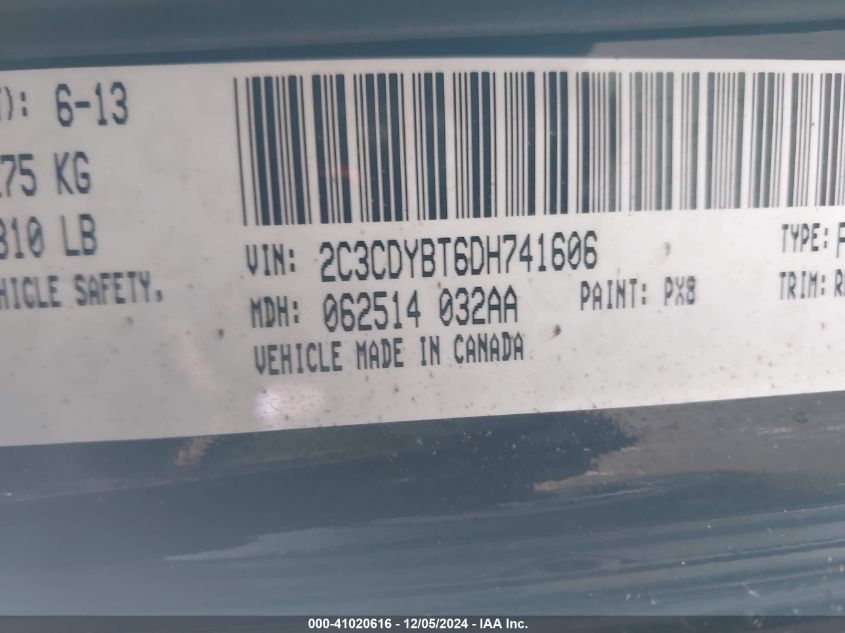 ): 6-13
75 KG
310 LB
HICLE SAFETY,
VIN: 2C3CDYBT6DH741606
TYPE:
MDH: 062514 032AA
PAINT: PX8
TRIM:
VEHICLE MADE IN CANADA
000-41020616 - 12/05/2024 - IAA Inc.